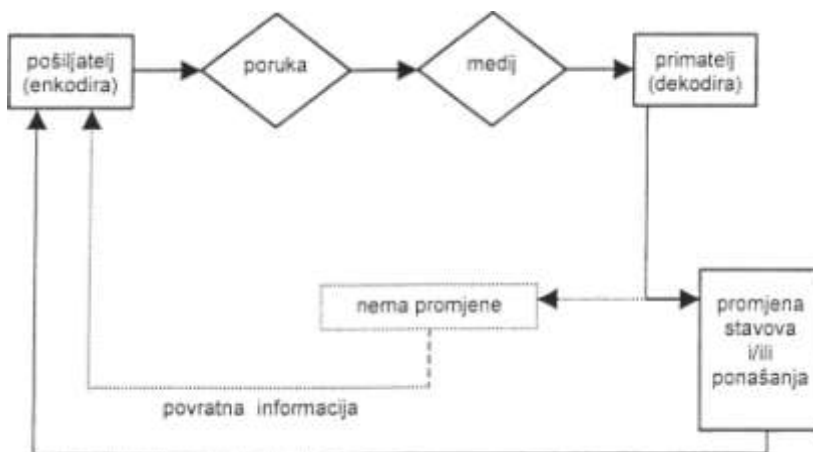 pošiljatelj
(enkodira)
poruka
medij
primatelj
(dekodira)
nema promjene
promjena
stavova
i/ili
ponašanja
povratna informacija